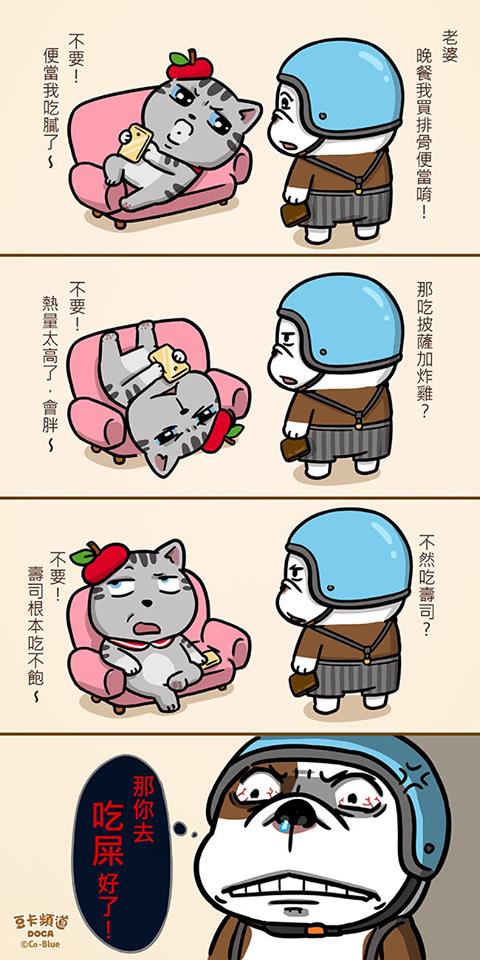 老婆
晚餐我買排骨便當唷！
不要！
便當我吃膩了~
那吃披薩加炸雞？
不要！
熱量太高了．會胖~
不然吃壽司？
不要！
壽司根本吃不飽~
那你去
吃屎好了！
豆卡頻道
DOCA
©Co-Blue